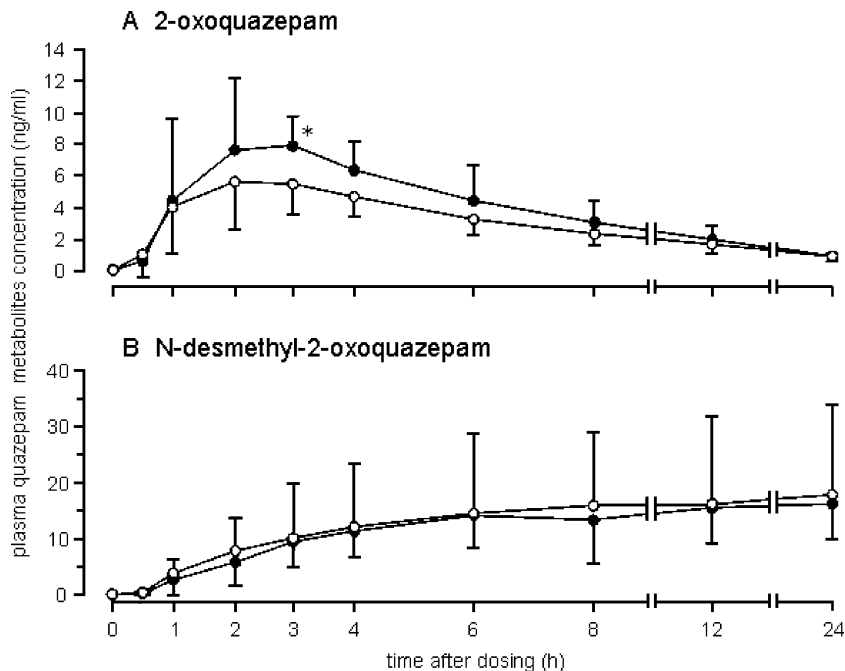 A 2-oxoquazepam
14
12
10
8
6
4
2
0
*
plasma quazepam metabolites concentration (ng/ml)
B N-desmethyl-2-oxoquazepam
40
30
20
10
0
0 1 2 3 4 6 8 12 24
time after dosing (h)